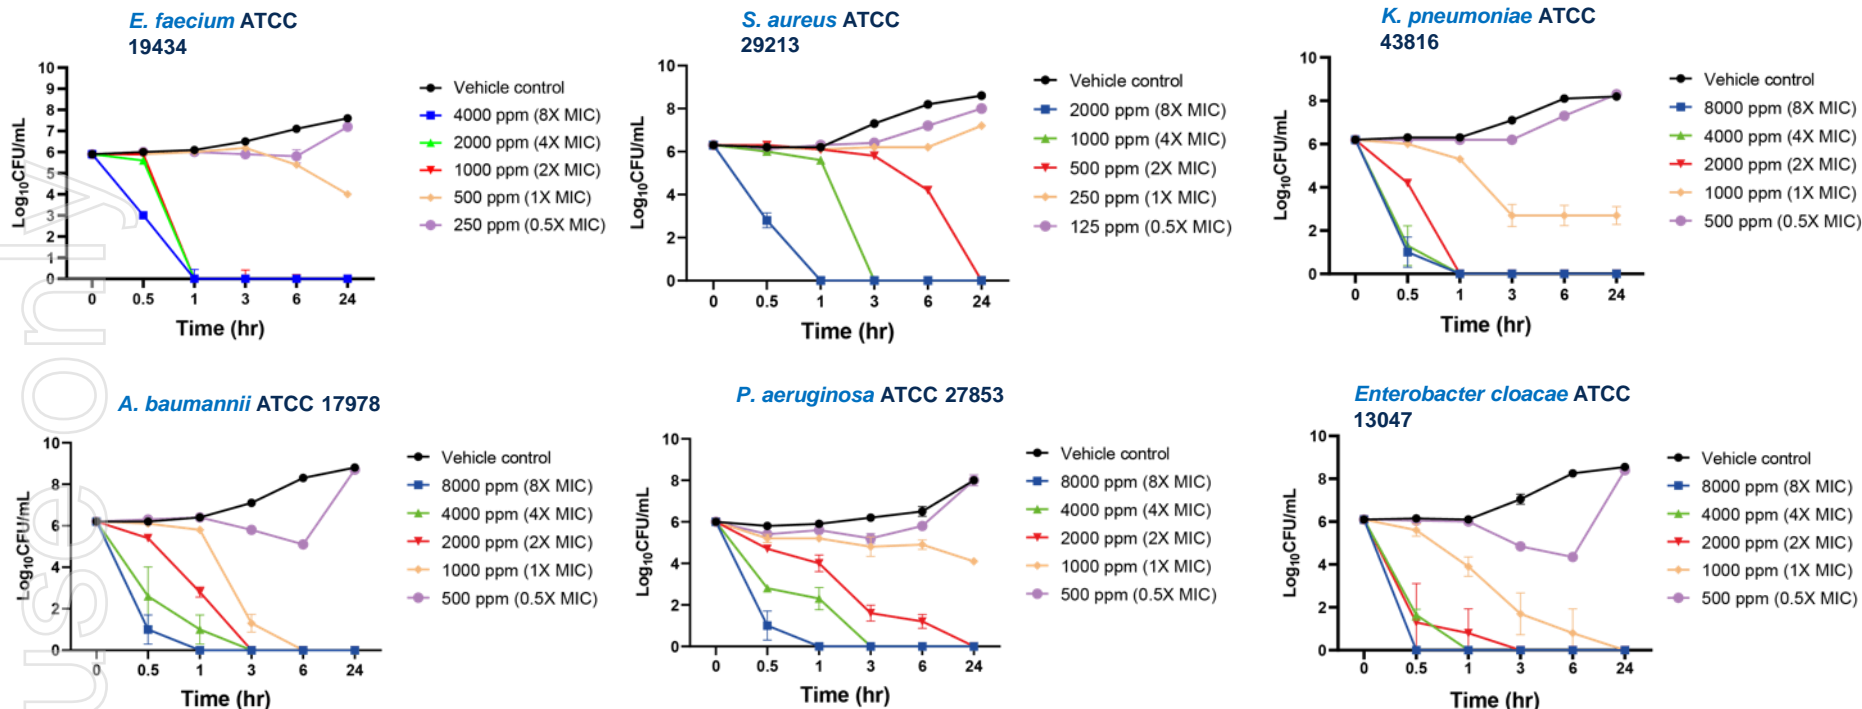 E. faecium ATCC
19434
10
9
8
7
6
5
4
3
2
1
0
Log10CFU/mL
0 0.5 1 3 6 24
Time (hr)
Vehicle control
4000 ppm (8X MIC)
2000 ppm (4X MIC)
1000 ppm (2X MIC)
500 ppm (1X MIC)
250 ppm (0.5X MIC)
S. aureus ATCC
29213
10
8
6
4
2
0
Log10CFU/mL
0 0.5 1 3 6 24
Time (hr)
Vehicle control
2000 ppm (8X MIC)
1000 ppm (4X MIC)
500 ppm (2X MIC)
250 ppm (1X MIC)
125 ppm (0.5X MIC)
K. pneumoniae ATCC
43816
10
8
6
4
2
0
Log10CFU/mL
0 0.5 1 3 6 24
Time (hr)
Vehicle control
8000 ppm (8X MIC)
4000 ppm (4X MIC)
2000 ppm (2X MIC)
1000 ppm (1X MIC)
500 ppm (0.5X MIC)
A. baumannii ATCC 17978
10
8
6
4
2
0
Log10CFU/mL
0 0.5 1 3 6 24
Time (hr)
Vehicle control
8000 ppm (8X MIC)
4000 ppm (4X MIC)
2000 ppm (2X MIC)
1000 ppm (1X MIC)
500 ppm (0.5X MIC)
P. aeruginosa ATCC 27853
10
8
6
4
2
0
Log10CFU/mL
0 0.5 1 3 6 24
Time (hr)
Vehicle control
8000 ppm (8X MIC)
4000 ppm (4X MIC)
2000 ppm (2X MIC)
1000 ppm (1X MIC)
500 ppm (0.5X MIC)
Enterobacter cloacae ATCC
13047
10
8
6
4
2
0
Log10CFU/mL
0 0.5 1 3 6 24
Time (hr)
Vehicle control
8000 ppm (8X MIC)
4000 ppm (4X MIC)
2000 ppm (2X MIC)
1000 ppm (1X MIC)
500 ppm (0.5X MIC)
use only